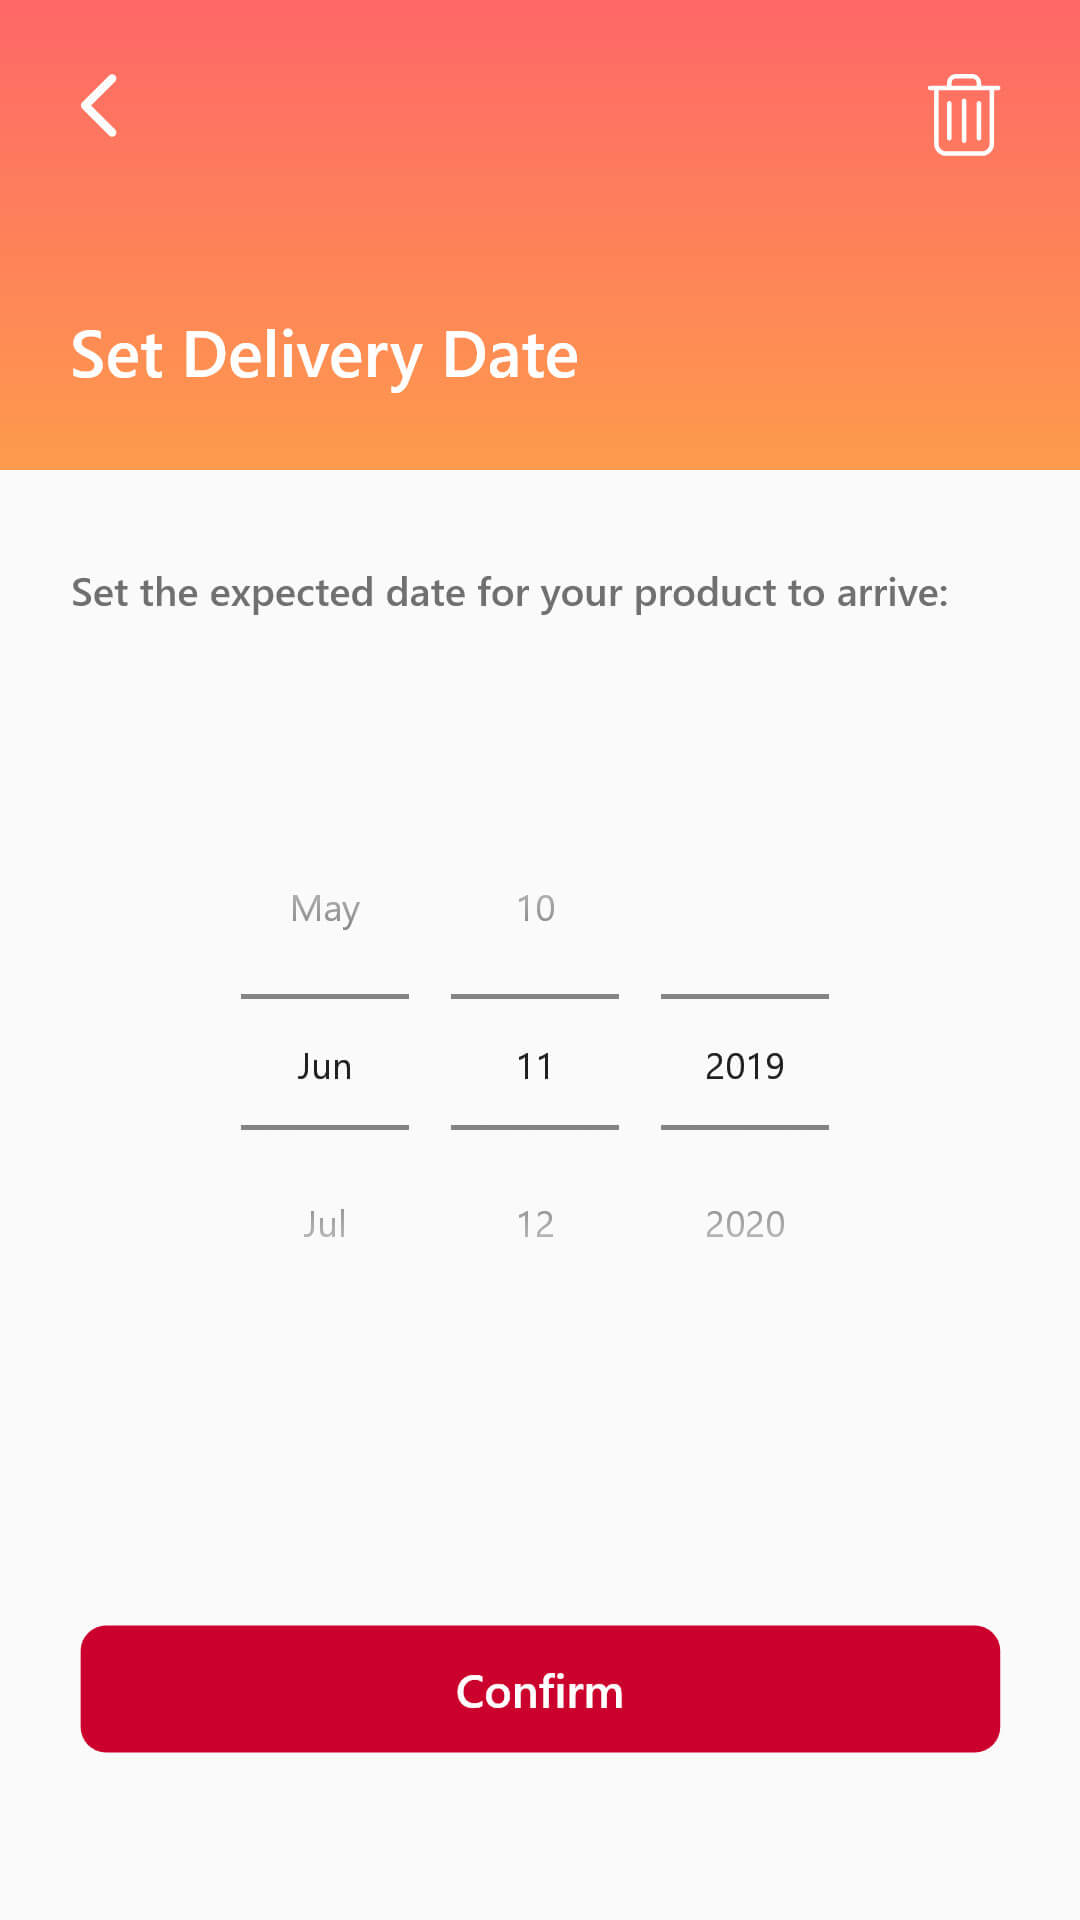 Set Delivery Date
Set the expected date for your product to arrive:
May 10
Jun 11 2019
Jul 12 2020
Confirm